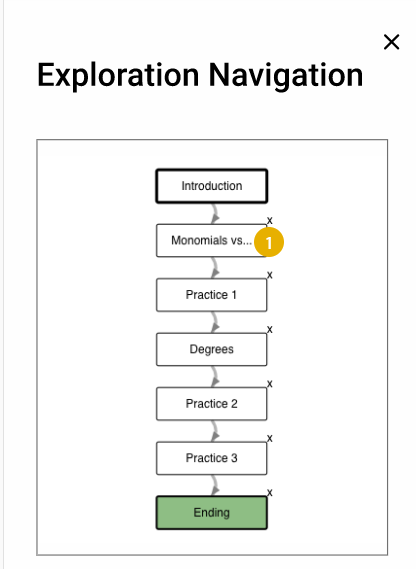 ×
Exploration Navigation
Introduction
x
Monomials vs...
1
x
Practice 1
x
Degrees
x
Practice 2
x
Practice 3
x
Ending